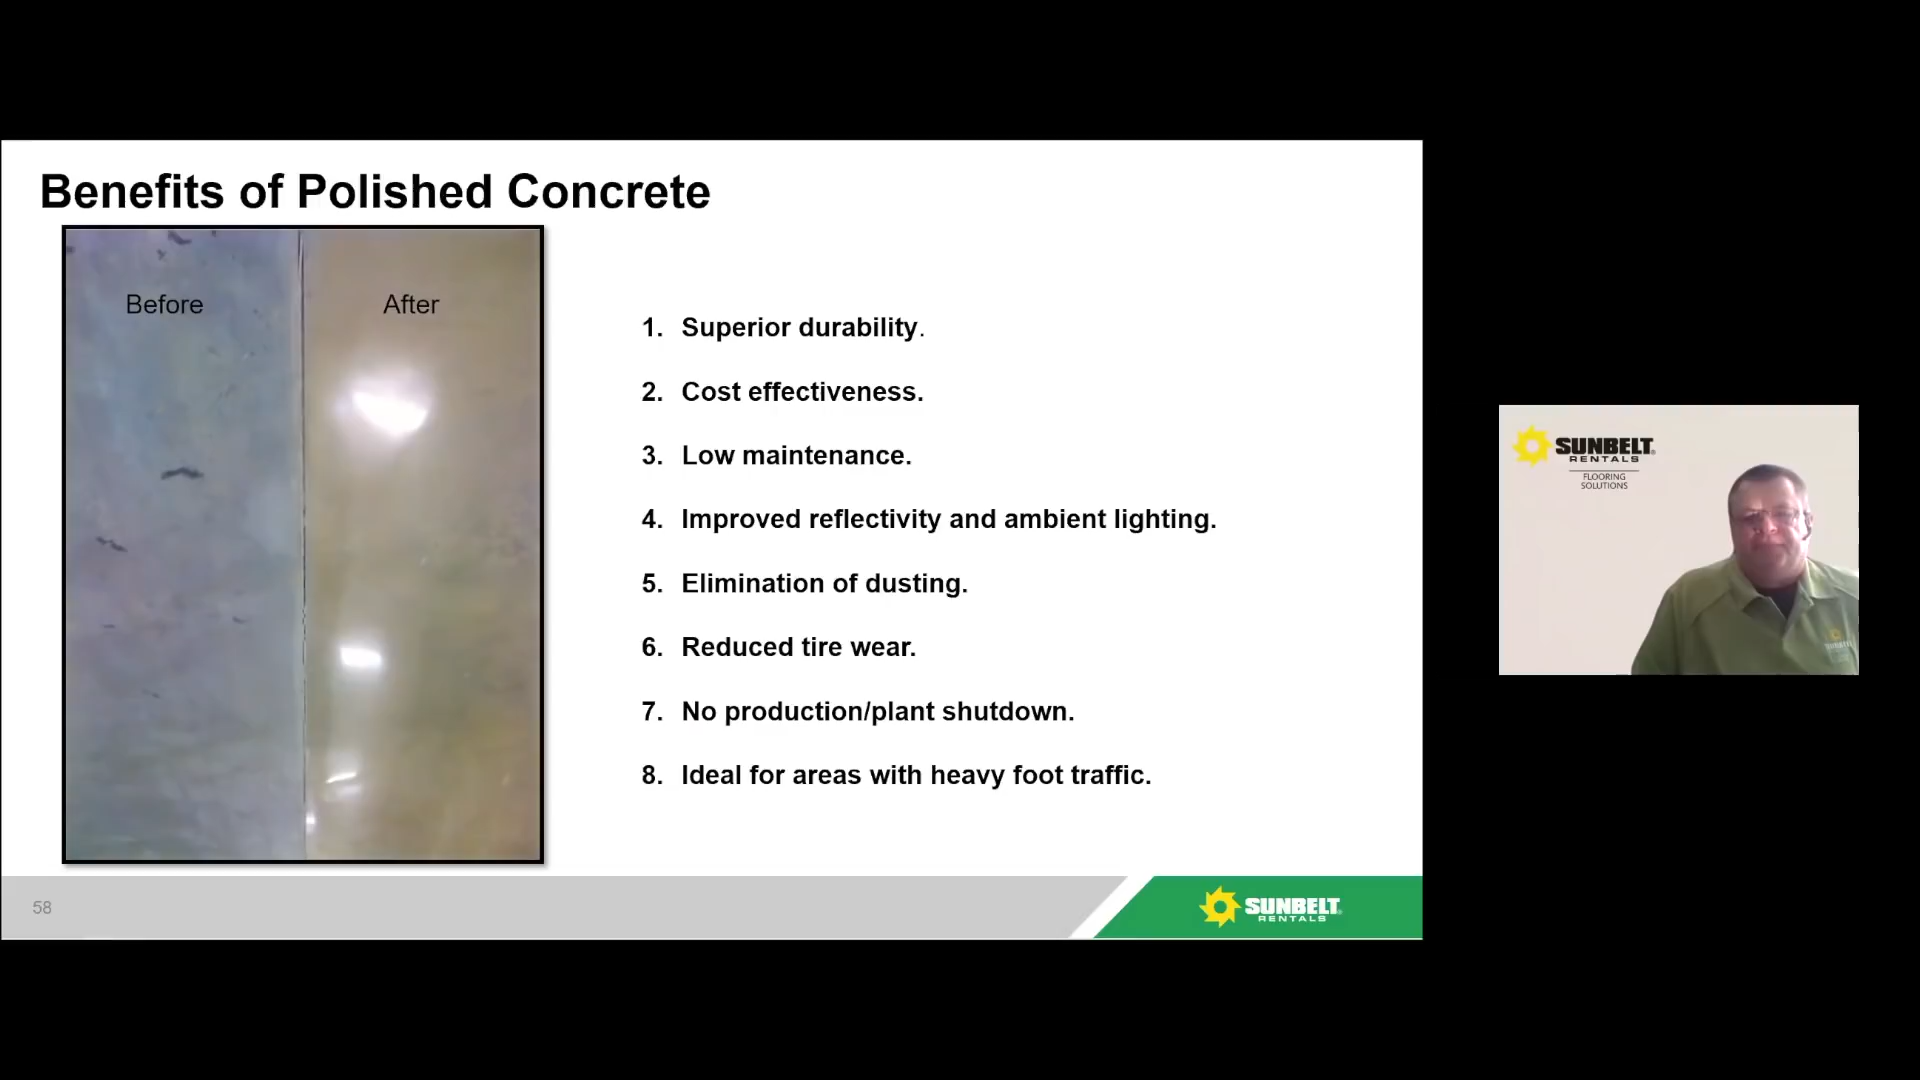 Benefits of Polished Concrete
Before
After
1. Superior durability.
2. Cost effectiveness.
3. Low maintenance.
4. Improved reflectivity and ambient lighting.
5. Elimination of dusting.
6. Reduced tire wear.
7. No production/plant shutdown.
8. Ideal for areas with heavy foot traffic.
58
SUNBELT
RENTALS
SUNBELT
RENTALS
FLOORING
SOLUTIONS